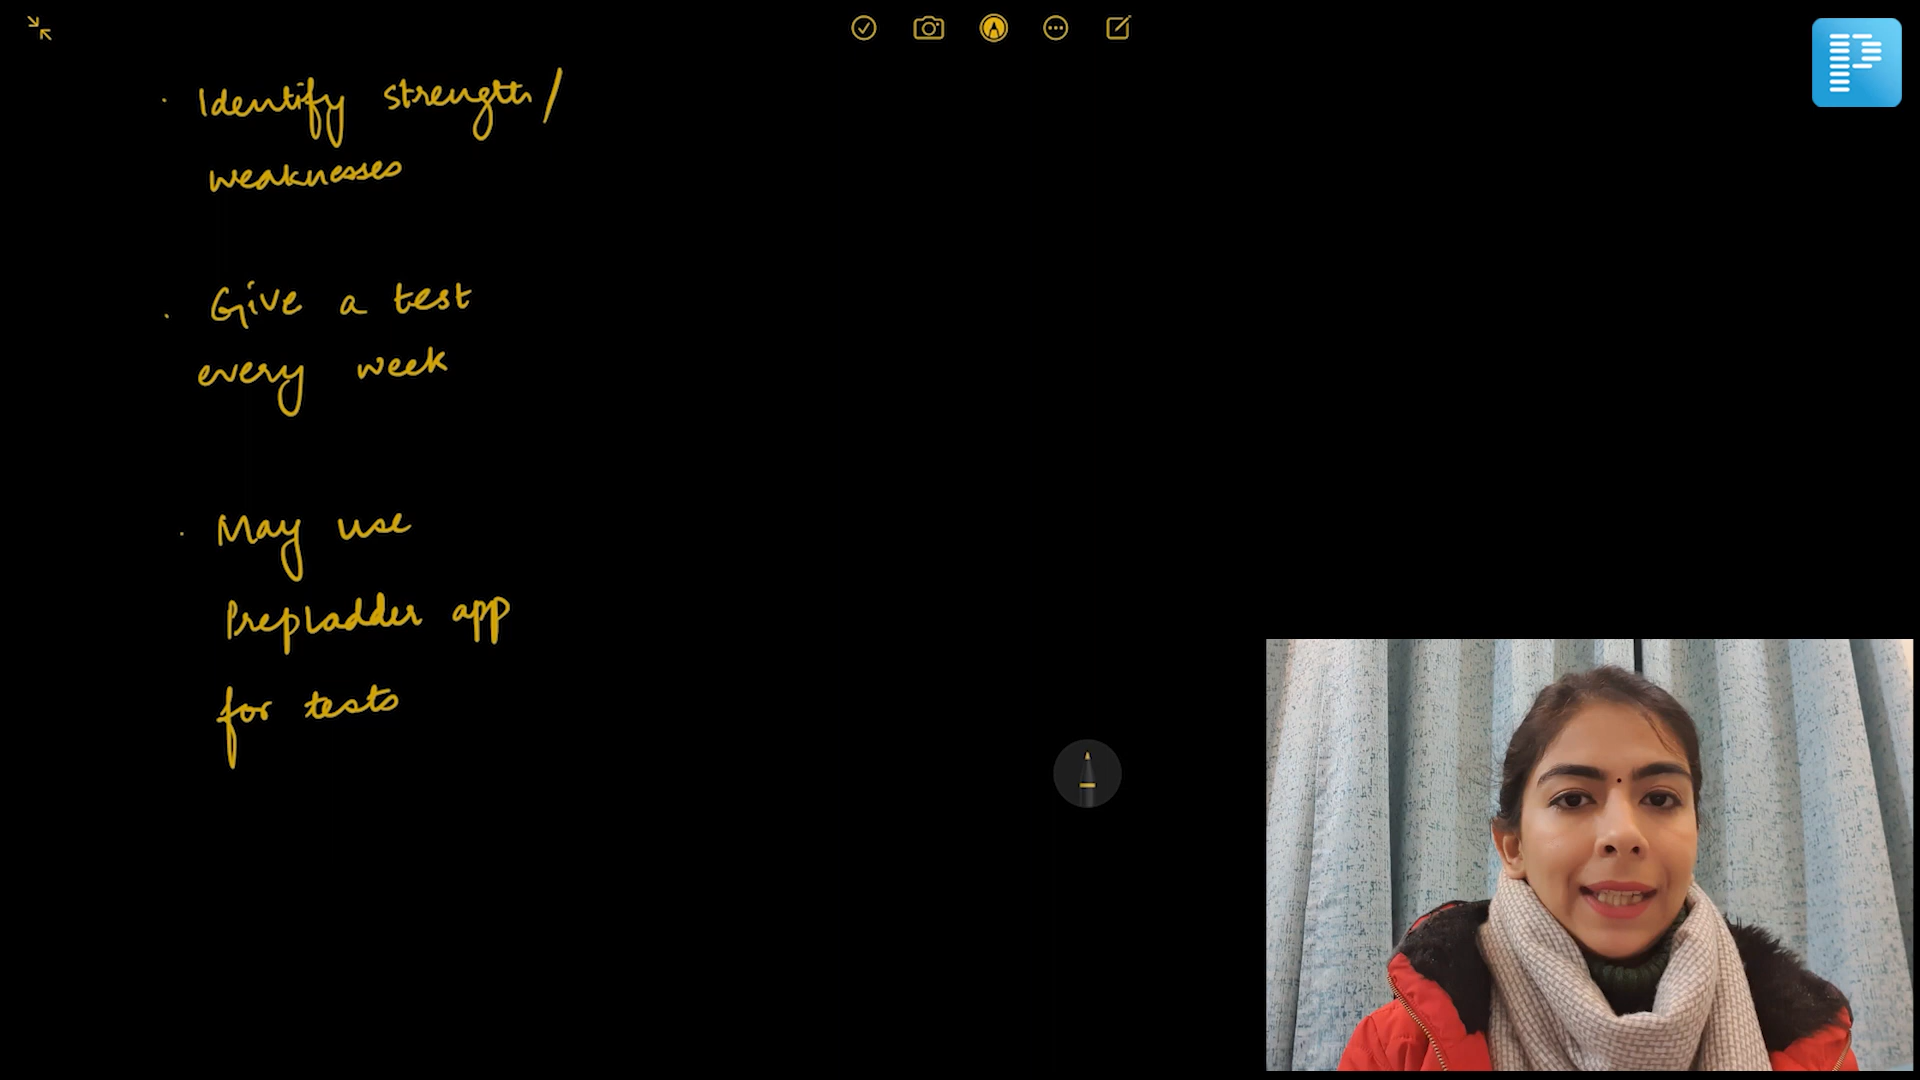 · Identify strength/
weaknesses
· Give a test
every week
· May use
PrepLadder app
for tests